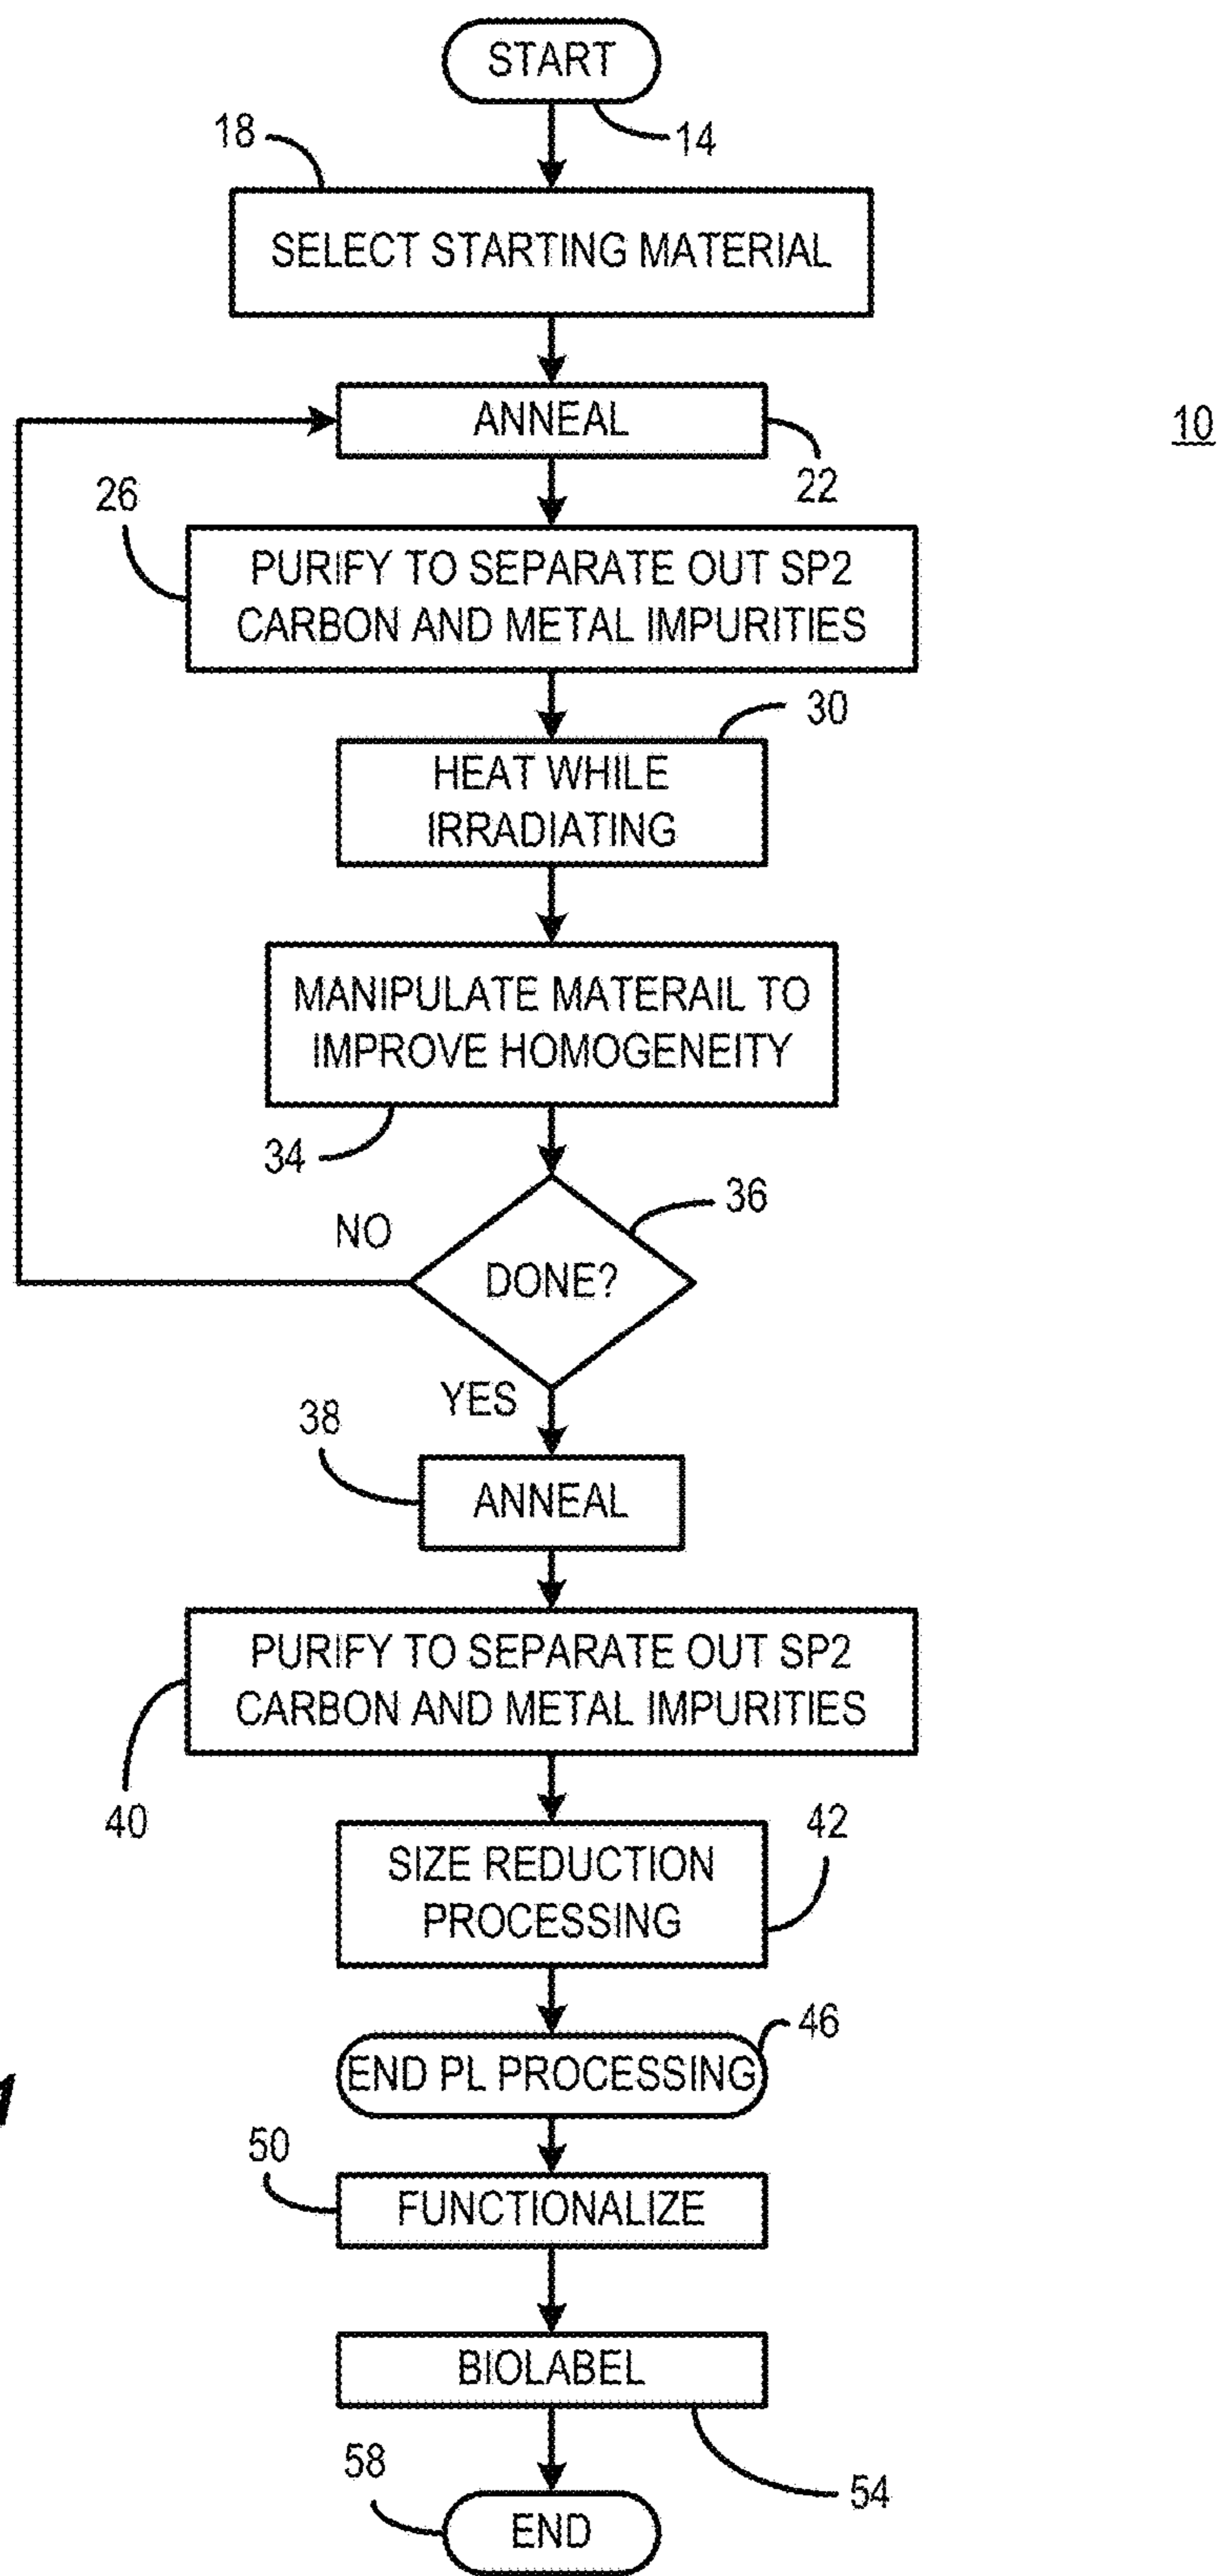 START
14
18
SELECT STARTING MATERIAL
ANNEAL
10
22
26
PURIFY TO SEPARATE OUT SP2
CARBON AND METAL IMPURITIES
30
HEAT WHILE
IRRADIATING
MANIPULATE MATERAIL TO
IMPROVE HOMOGENEITY
34
36
NO
DONE?
YES
38
ANNEAL
PURIFY TO SEPARATE OUT SP2
CARBON AND METAL IMPURITIES
40
42
SIZE REDUCTION
PROCESSING
46
END PL PROCESSING
50
FUNCTIONALIZE
BIOLABEL
54
58
END